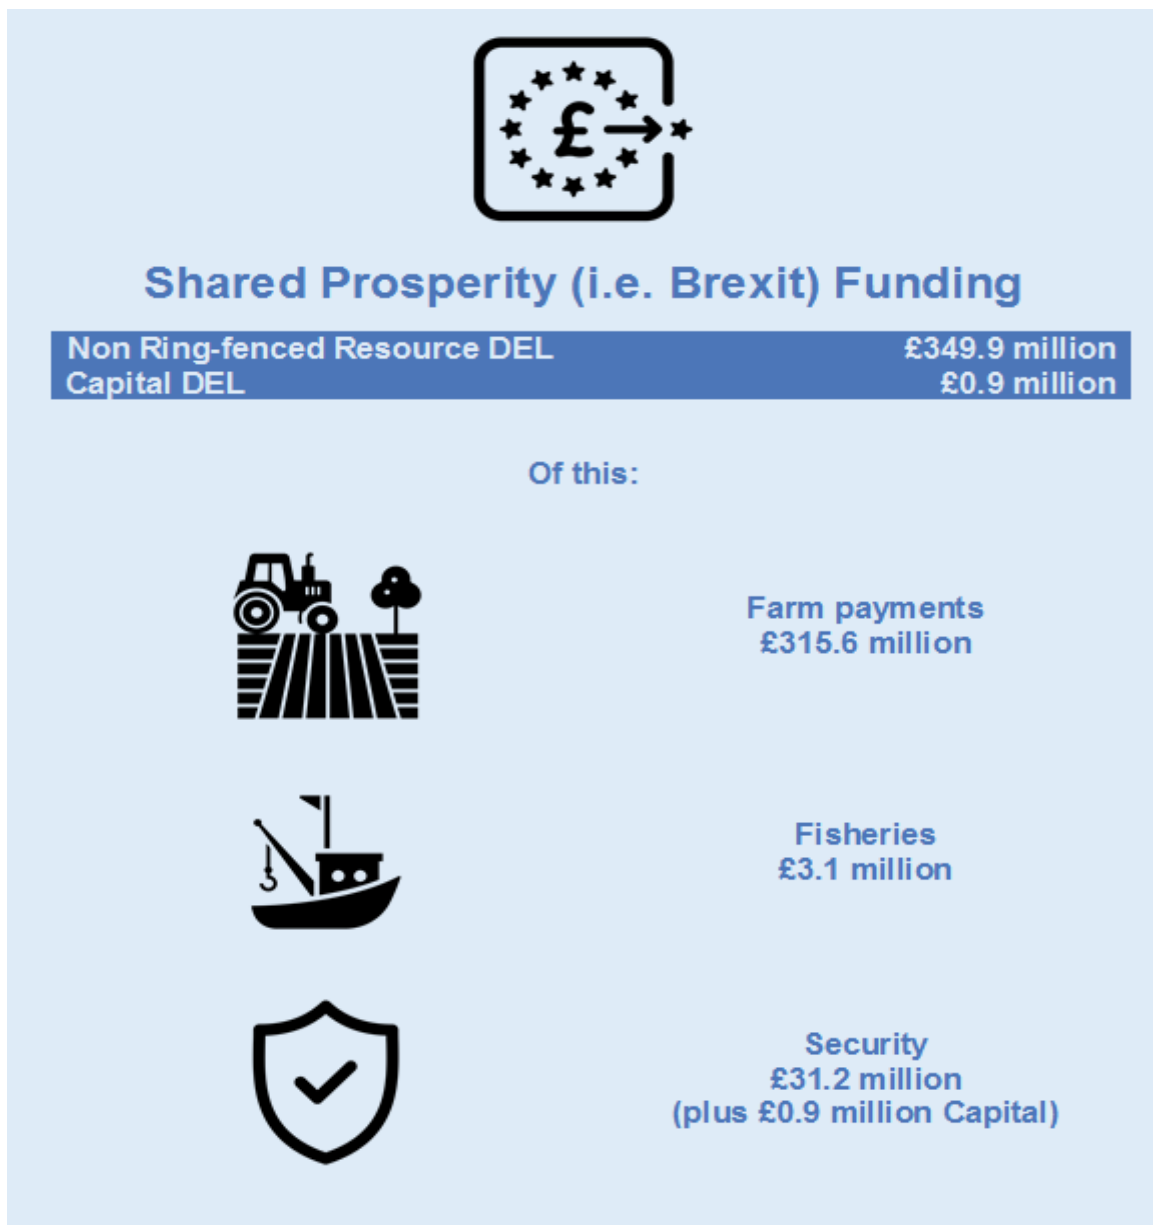 £
Shared Prosperity (i.e. Brexit) Funding
Non Ring-fenced Resource DEL £349.9 million
Capital DEL £0.9 million
Of this:
Farm payments
£315.6 million
Fisheries
£3.1 million
Security
£31.2 million
(plus £0.9 million Capital)